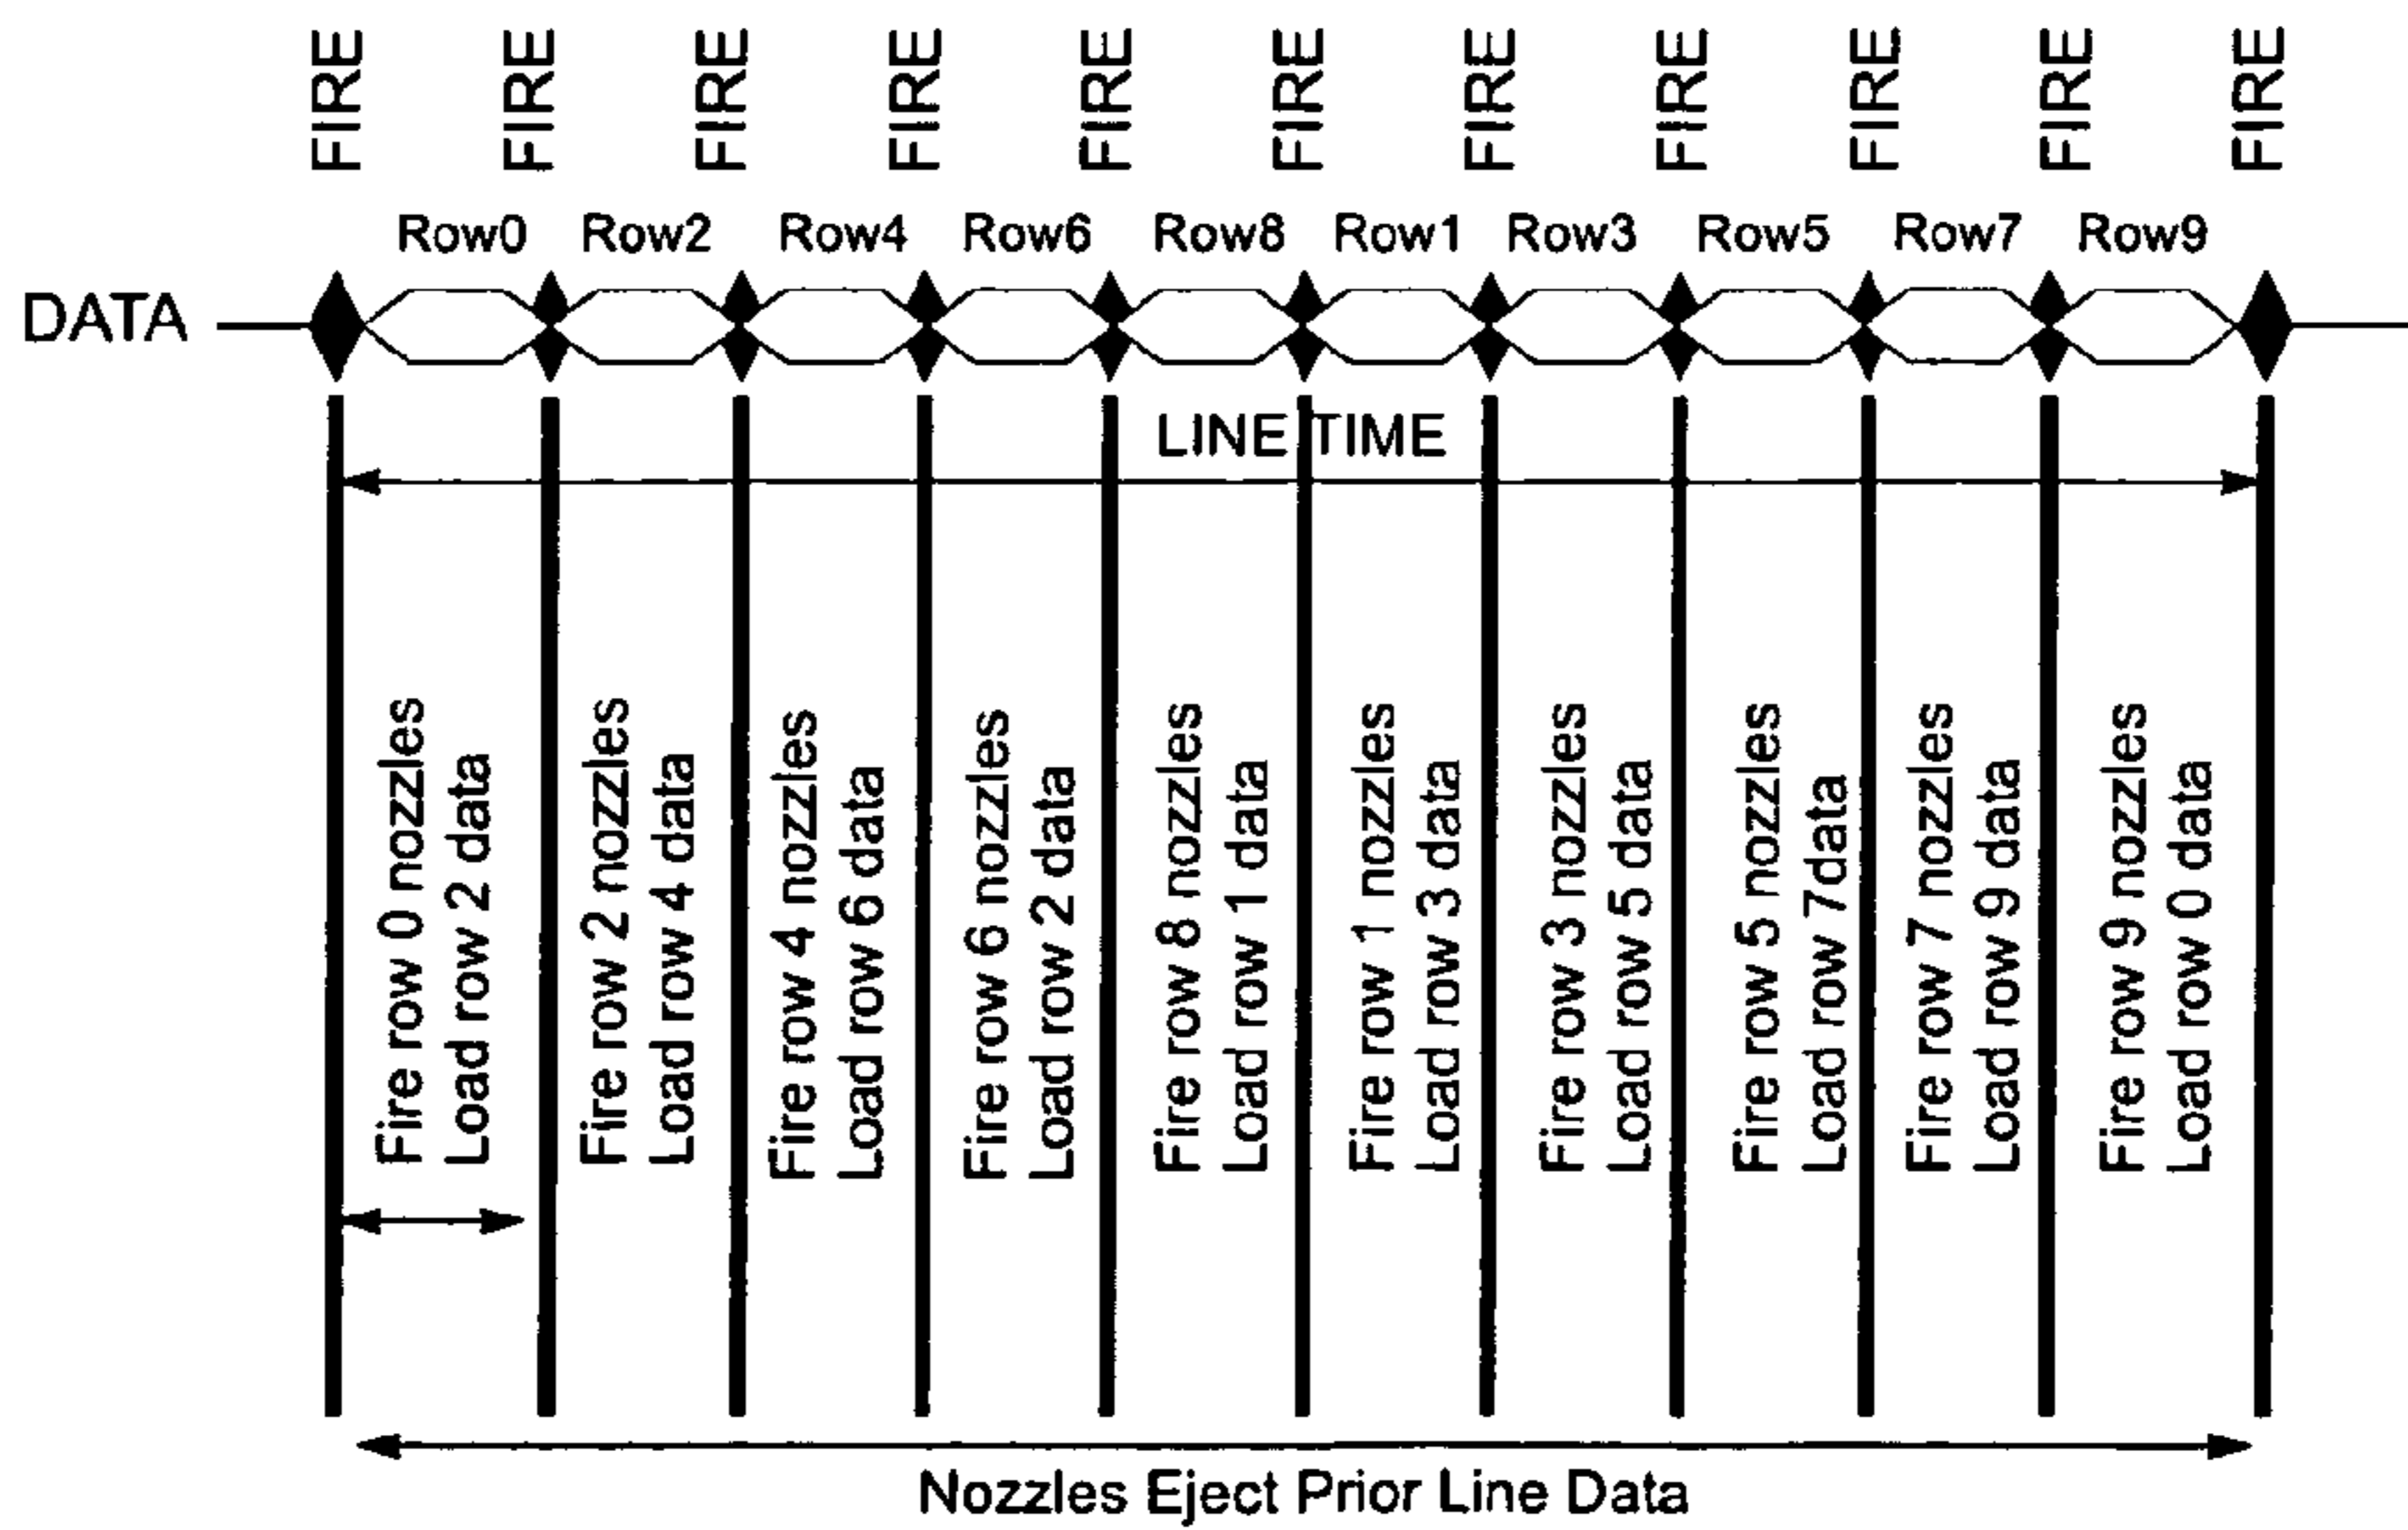 FIRE FIRE FIRE FIRE FIRE FIRE FIRE FIRE FIRE FIRE FIRE
Row0 Row2 Row4 Row6 Row8 Row1 Row3 Row5 Row7 Row9
DATA
LINE TIME
Fire row 0 nozzles
Load row 2 data
Fire row 2 nozzles
Load row 4 data
Fire row 4 nozzles
Load row 6 data
Fire row 6 nozzles
Load row 2 data
Fire row 8 nozzles
Load row 1 data
Fire row 1 nozzles
Load row 3 data
Fire row 3 nozzles
Load row 5 data
Fire row 5 nozzles
Load row 7data
Fire row 7 nozzles
Load row 9 data
Fire row 9 nozzles
Load row 0 data
Nozzles Eject Prior Line Data